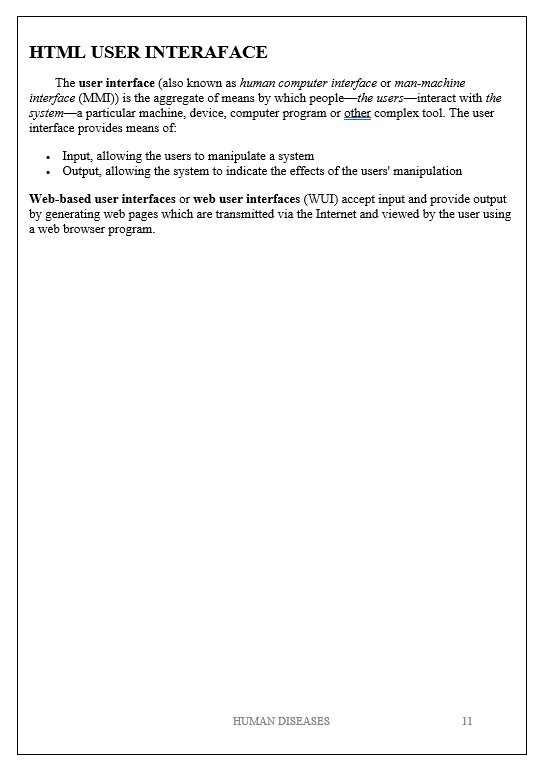 HTML USER INTERAFACE
The user interface (also known as human computer interface or man-machine
interface (MMI)) is the aggregate of means by which people—the users—interact with the
system—a particular machine, device, computer program or other complex tool. The user
interface provides means of:
• Input, allowing the users to manipulate a system
• Output, allowing the system to indicate the effects of the users' manipulation
Web-based user interfaces or web user interfaces (WUI) accept input and provide output
by generating web pages which are transmitted via the Internet and viewed by the user using
a web browser program.
HUMAN DISEASES 11